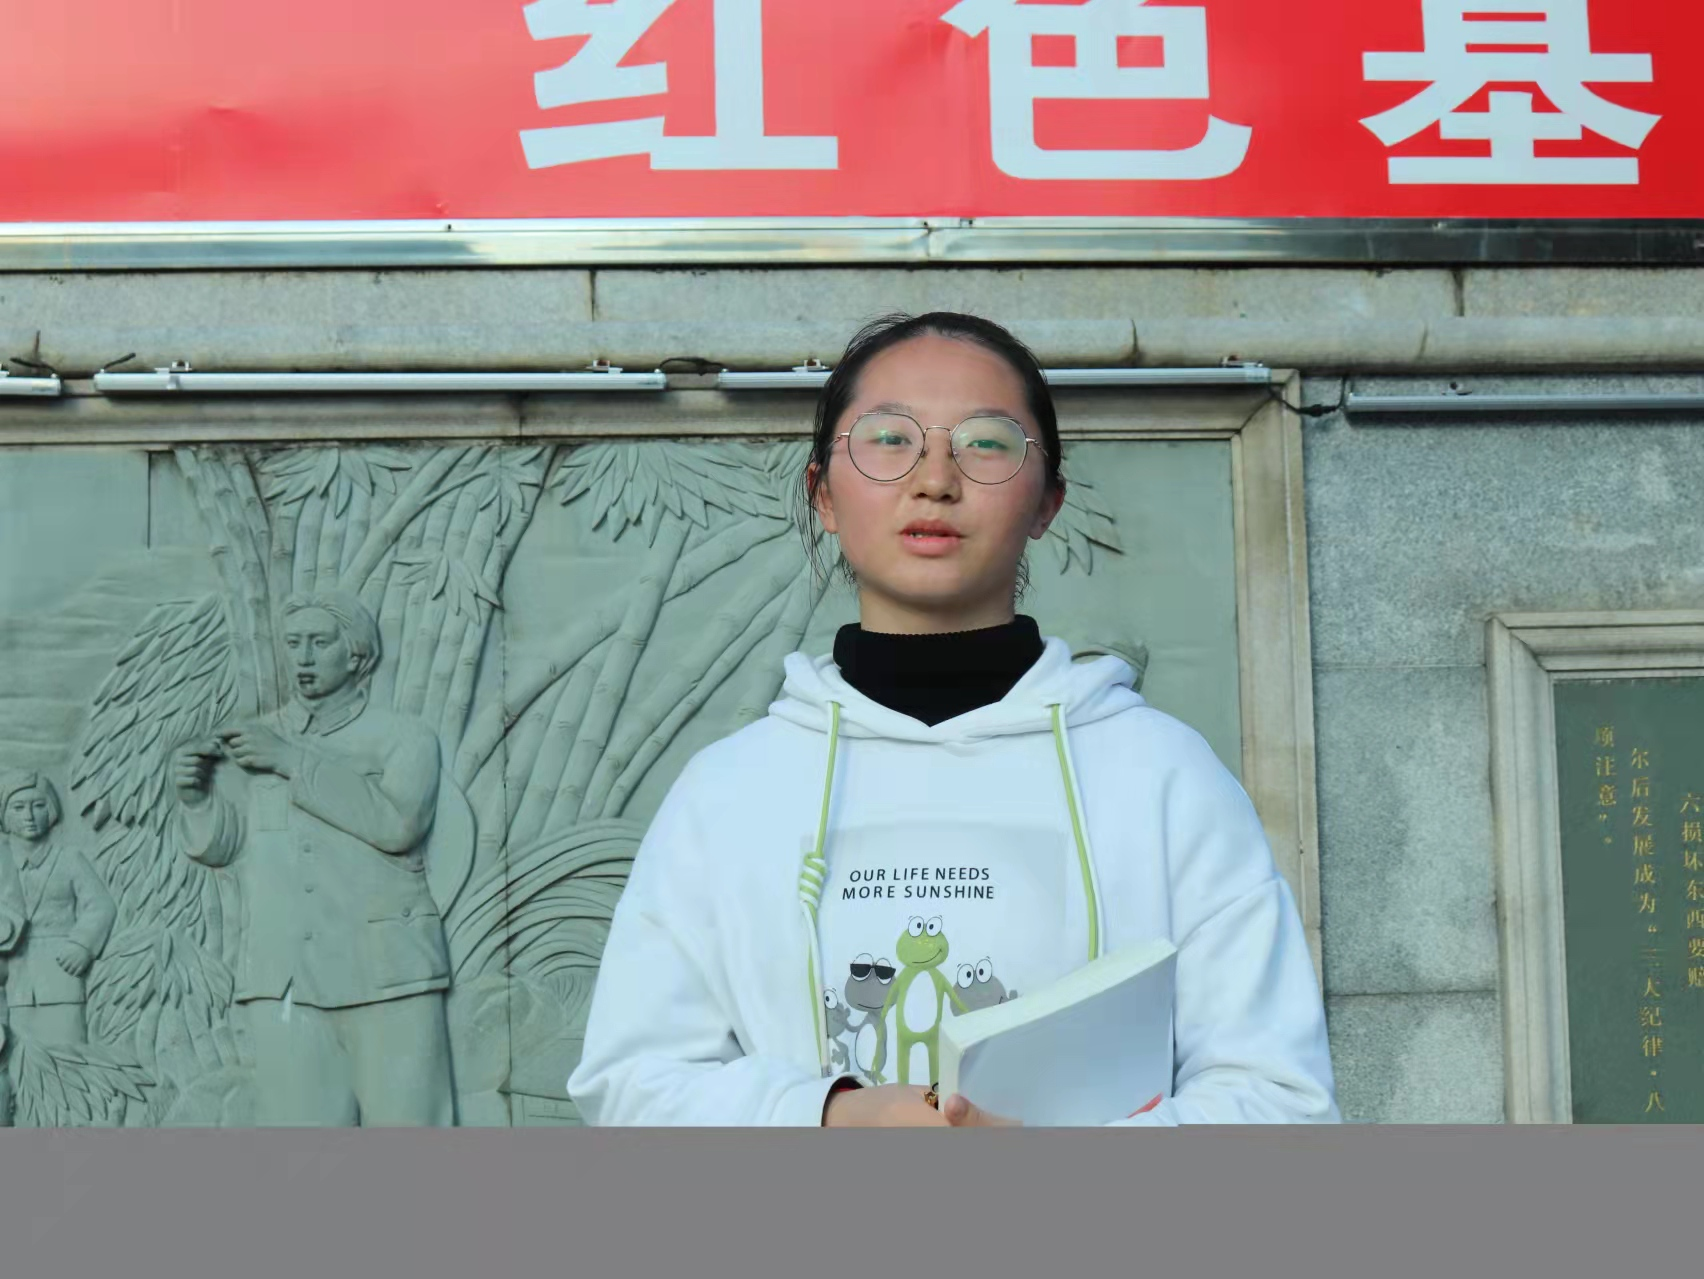 红色基
OUR LIFE NEEDS
MORE SUNSHINE
六损坏东西要赔
尔后发展成为“三大纪律·八
项注意”。